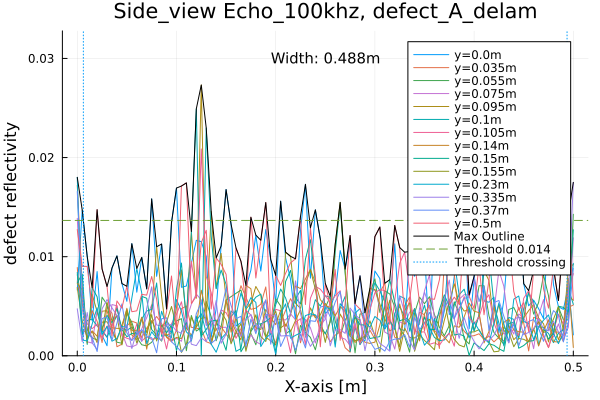 Side_view Echo_100khz, defect_A_delam
defect reflectivity
0.03
0.02
0.01
0.00
Width: 0.488m
y=0.0m
y=0.035m
y=0.055m
y=0.075m
y=0.095m
y=0.1m
y=0.105m
y=0.14m
y=0.15m
y=0.155m
y=0.23m
y=0.335m
y=0.37m
y=0.5m
Max Outline
Threshold 0.014
Threshold crossing
0.0 0.1 0.2 0.3 0.4 0.5
X-axis [m]